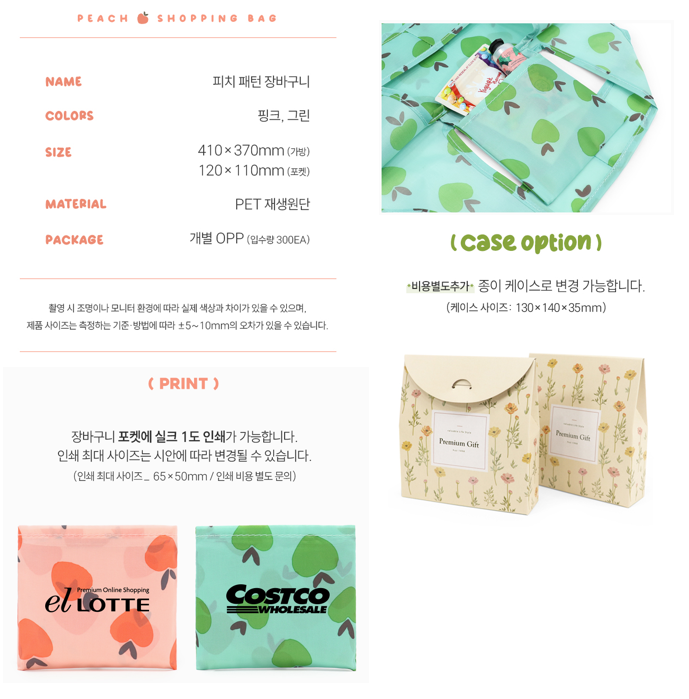 PEACH SHOPPING BAG
NAME 피치 패턴 장바구니
COLORS 핑크, 그린
SIZE 410×370mm (가방)
120×110mm (포켓)
MATERIAL PET 재생원단
PACKAGE 개별 OPP (입수량 300EA)
촬영 시 조명이나 모니터 환경에 따라 실제 색상과 차이가 있을 수 있으며,
제품 사이즈는 측정하는 기준·방법에 따라 ±5~10mm의 오차가 있을 수 있습니다.
( PRINT )
장바구니 포켓에 실크 1도 인쇄가 가능합니다.
인쇄 최대 사이즈는 시안에 따라 변경될 수 있습니다.
(인쇄 최대 사이즈_ 65×50mm / 인쇄 비용 별도 문의)
Premium Online Shopping
el LOTTE
COSTCO
WHOLESALE
( case option )
*비용별도추가* 종이 케이스로 변경 가능합니다.
(케이스 사이즈: 130×140×35mm)
Premium Gift
Premium Gift